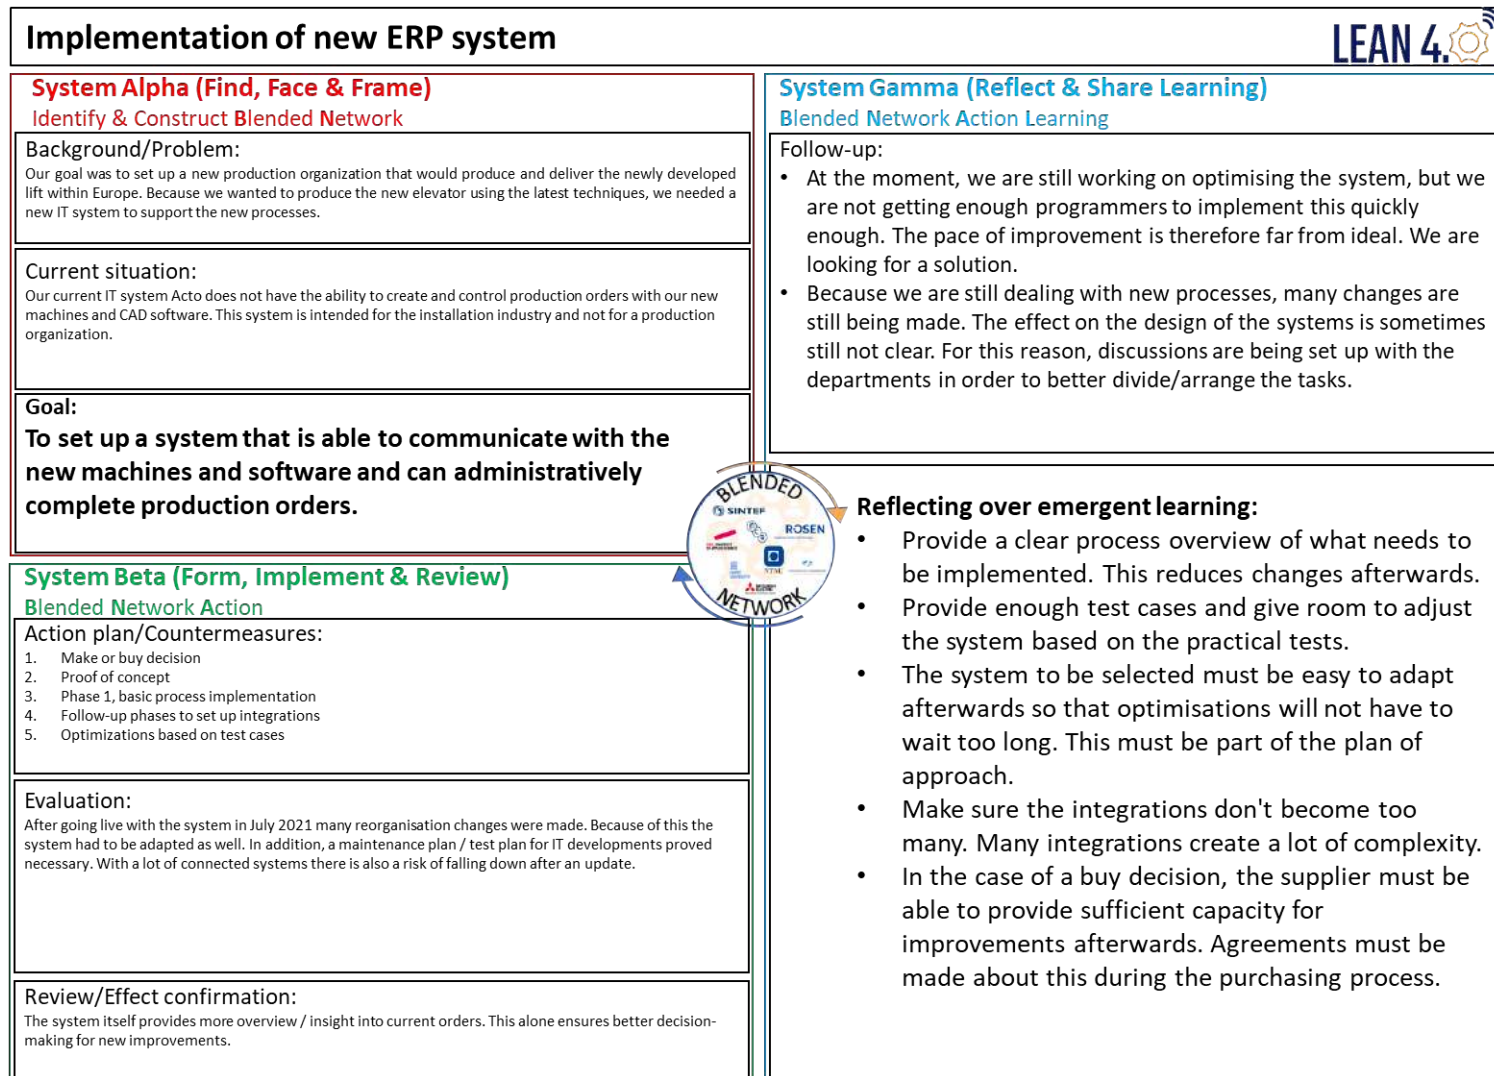 Implementation of new ERP system
LEAN 4.
System Alpha (Find, Face & Frame)
Identify & Construct Blended Network
Background/Problem:
Our goal was to set up a new production organization that would produce and deliver the newly developed
lift within Europe. Because we wanted to produce the new elevator using the latest techniques, we needed a
new IT system to support the new processes.
Current situation:
Our current IT system Acto does not have the ability to create and control production orders with our new
machines and CAD software. This system is intended for the installation industry and not for a production
organization.
Goal:
To set up a system that is able to communicate with the
new machines and software and can administratively
complete production orders.
System Beta (Form, Implement & Review)
Blended Network Action
Action plan/Countermeasures:
1. Make or buy decision
2. Proof of concept
3. Phase 1, basic process implementation
4. Follow-up phases to set up integrations
5. Optimizations based on test cases
Evaluation:
After going live with the system in July 2021 many reorganisation changes were made. Because of this the
system had to be adapted as well. In addition, a maintenance plan / test plan for IT developments proved
necessary. With a lot of connected systems there is also a risk of falling down after an update.
Review/Effect confirmation:
The system itself provides more overview / insight into current orders. This alone ensures better decision-
making for new improvements.
BLENDED
SINTEF
ROSEN
NTNU
NETWORK
System Gamma (Reflect & Share Learning)
Blended Network Action Learning
Follow-up:
• At the moment, we are still working on optimising the system, but we
are not getting enough programmers to implement this quickly
enough. The pace of improvement is therefore far from ideal. We are
looking for a solution.
• Because we are still dealing with new processes, many changes are
still being made. The effect on the design of the systems is sometimes
still not clear. For this reason, discussions are being set up with the
departments in order to better divide/arrange the tasks.
Reflecting over emergent learning:
• Provide a clear process overview of what needs to
be implemented. This reduces changes afterwards.
• Provide enough test cases and give room to adjust
the system based on the practical tests.
• The system to be selected must be easy to adapt
afterwards so that optimisations will not have to
wait too long. This must be part of the plan of
approach.
• Make sure the integrations don't become too
many. Many integrations create a lot of complexity.
• In the case of a buy decision, the supplier must be
able to provide sufficient capacity for
improvements afterwards. Agreements must be
made about this during the purchasing process.